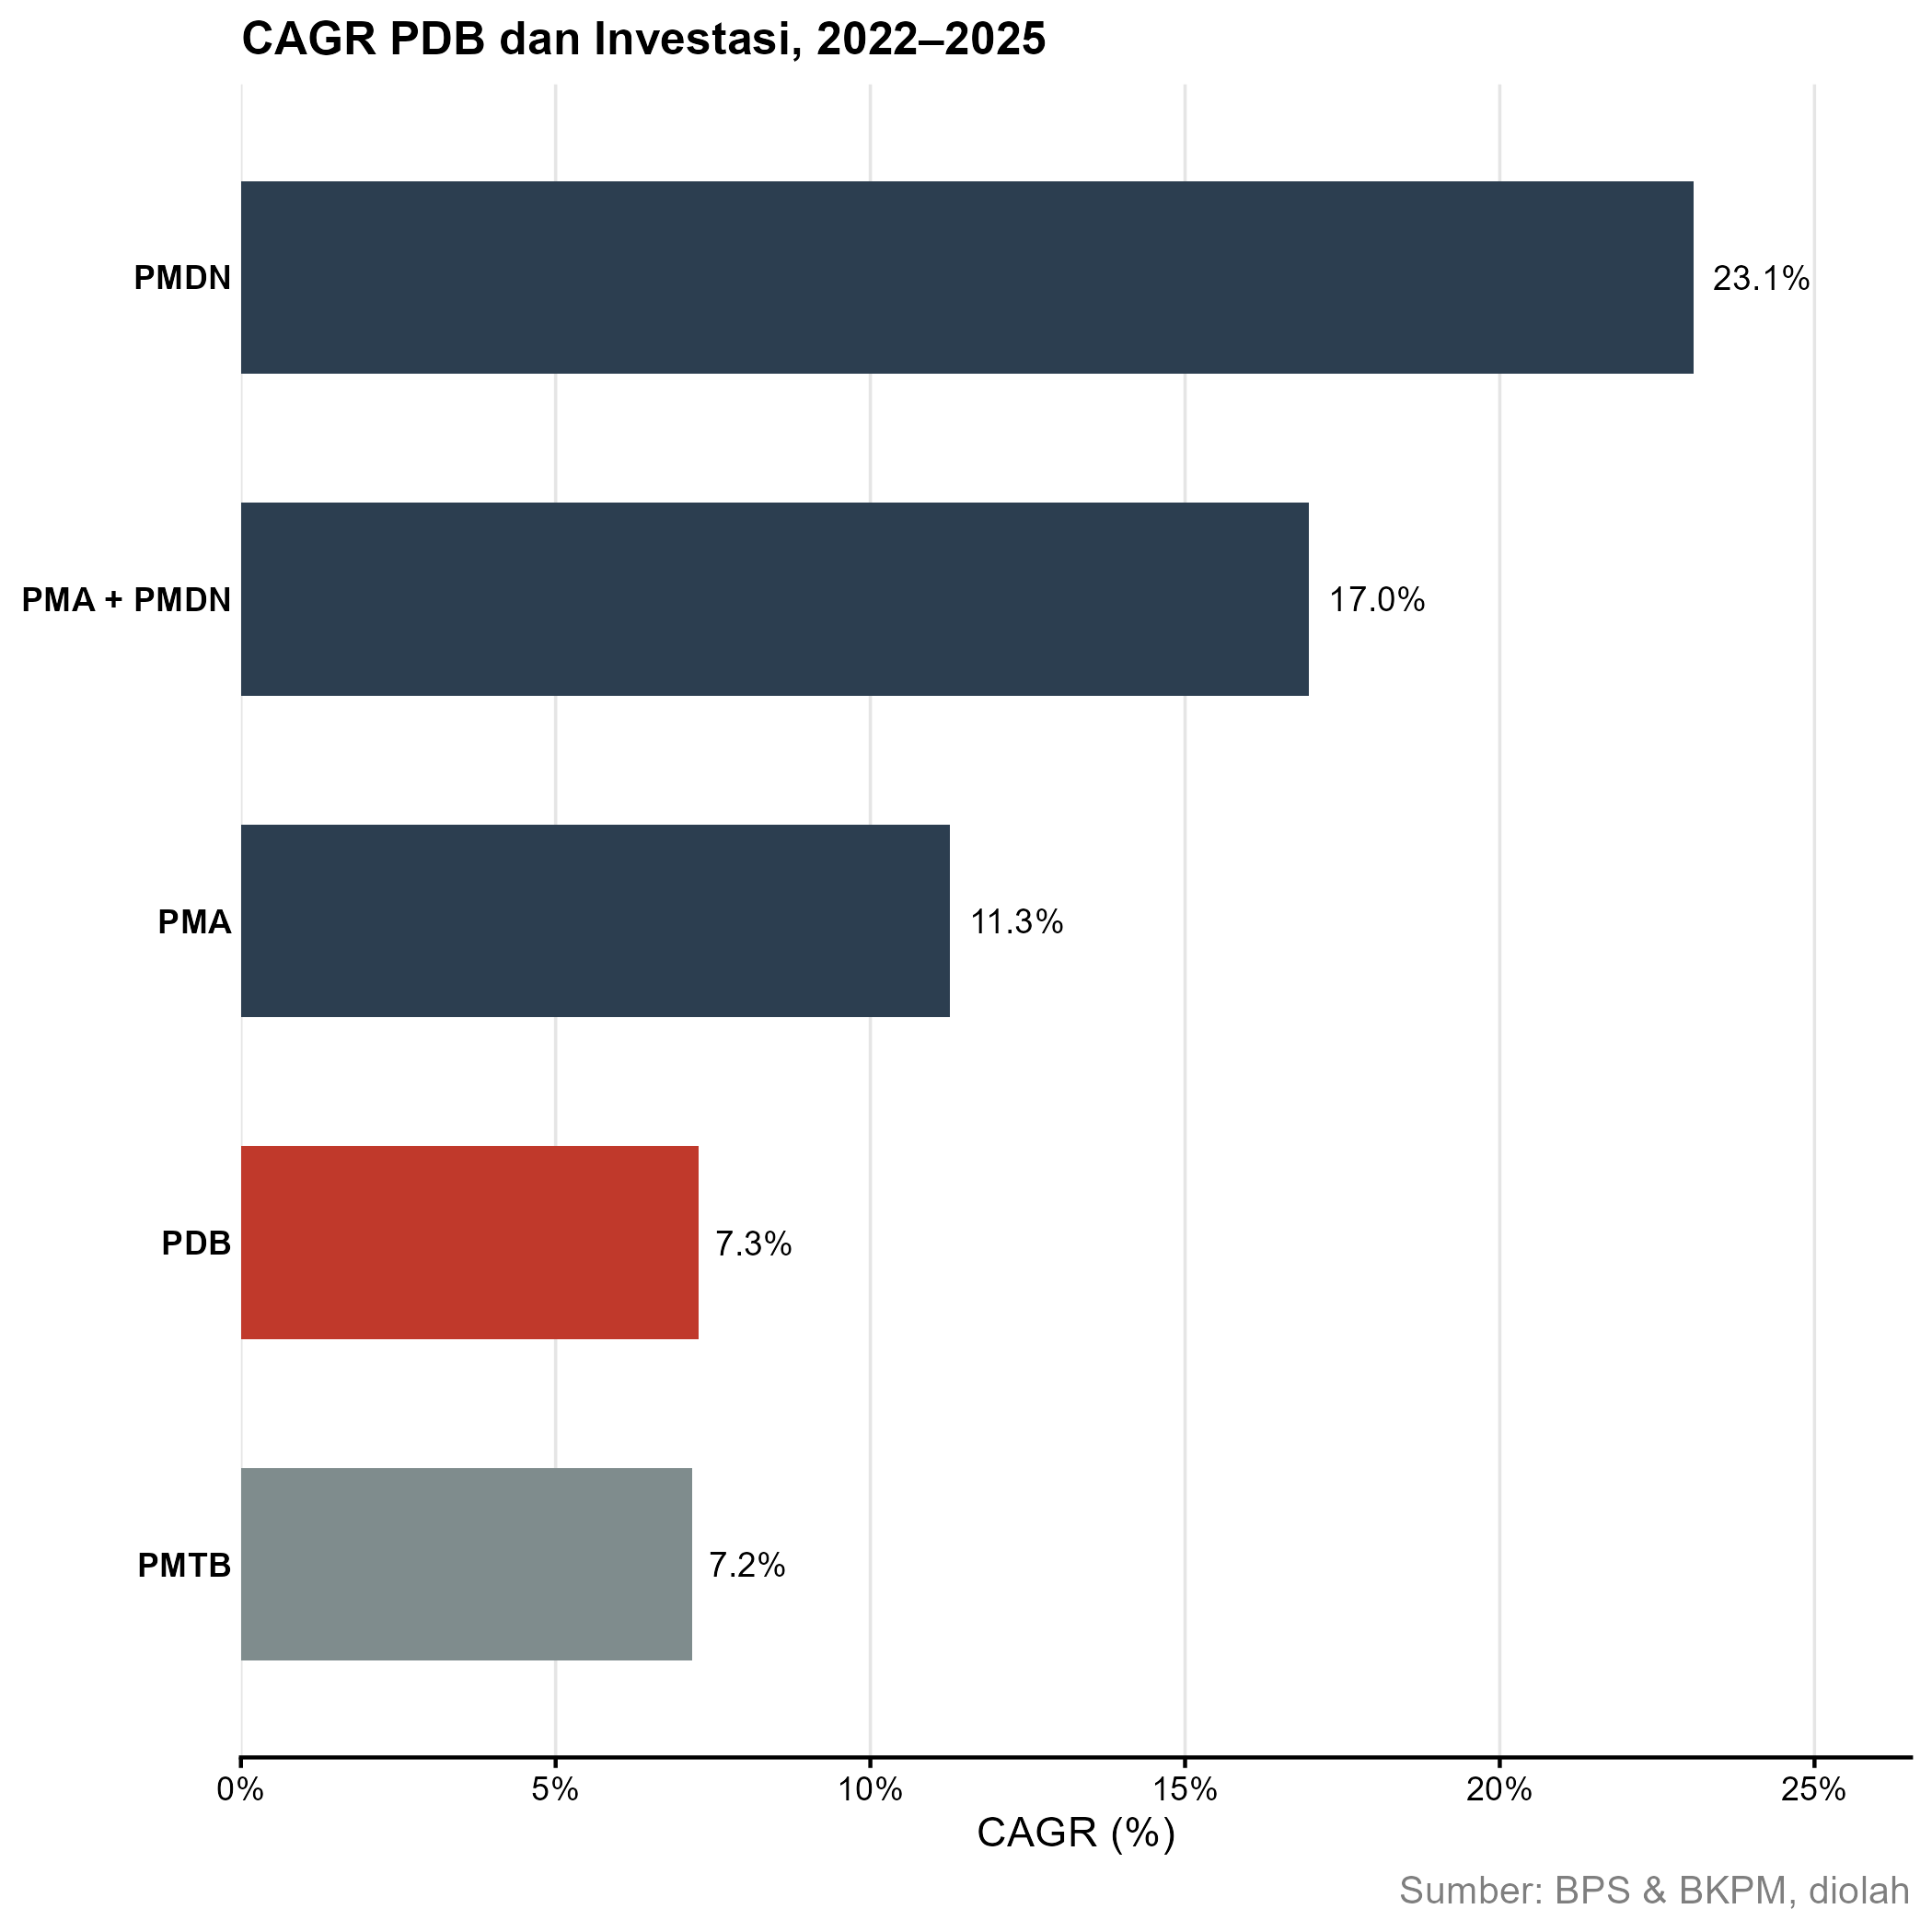 CAGR PDB dan Investasi, 2022–2025
PMDN
23.1%
PMA + PMDN
17.0%
PMA
11.3%
PDB
7.3%
PMTB
7.2%
0%
5%
10%
15%
20%
25%
CAGR (%)
Sumber: BPS & BKPM, diolah